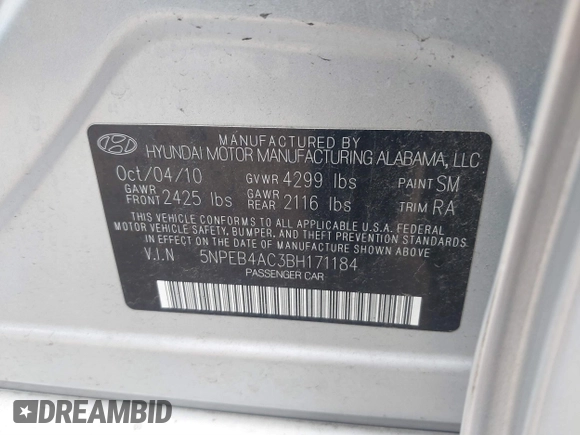 MANUFACTURED BY
HYUNDAI MOTOR MANUFACTURING ALABAMA, LLC
Oct/04/10 GVWR 4299 lbs PAINT SM
GAWR FRONT 2425 lbs GAWR REAR 2116 lbs TRIM RA
THIS VEHICLE CONFORMS TO ALL APPLICABLE U.S.A. FEDERAL
MOTOR VEHICLE SAFETY, BUMPER, AND THEFT PREVENTION
STANDARDS IN EFFECT ON THE DATE OF MANUFACTURE SHOWN ABOVE
V.I.N 5NPEB4AC3BH171184
PASSENGER CAR
DREAMBID